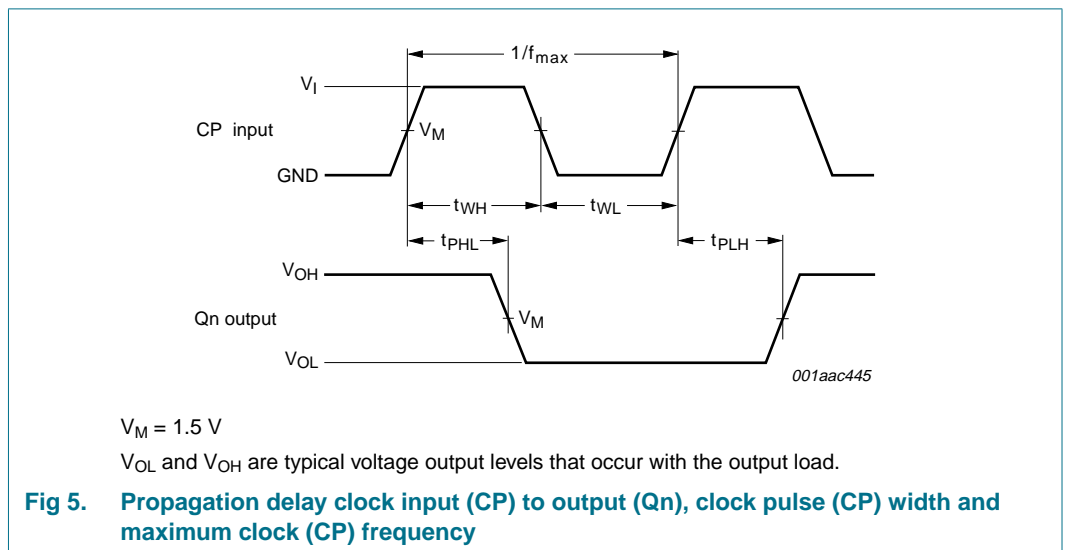 1/fmax
VI
CP input
VM
GND
tWH
tWL
tPHL
tPLH
VOH
Qn output
VM
VOL
001aac445
VM = 1.5 V
VOL and VOH are typical voltage output levels that occur with the output load.
Fig 5. Propagation delay clock input (CP) to output (Qn), clock pulse (CP) width and
maximum clock (CP) frequency